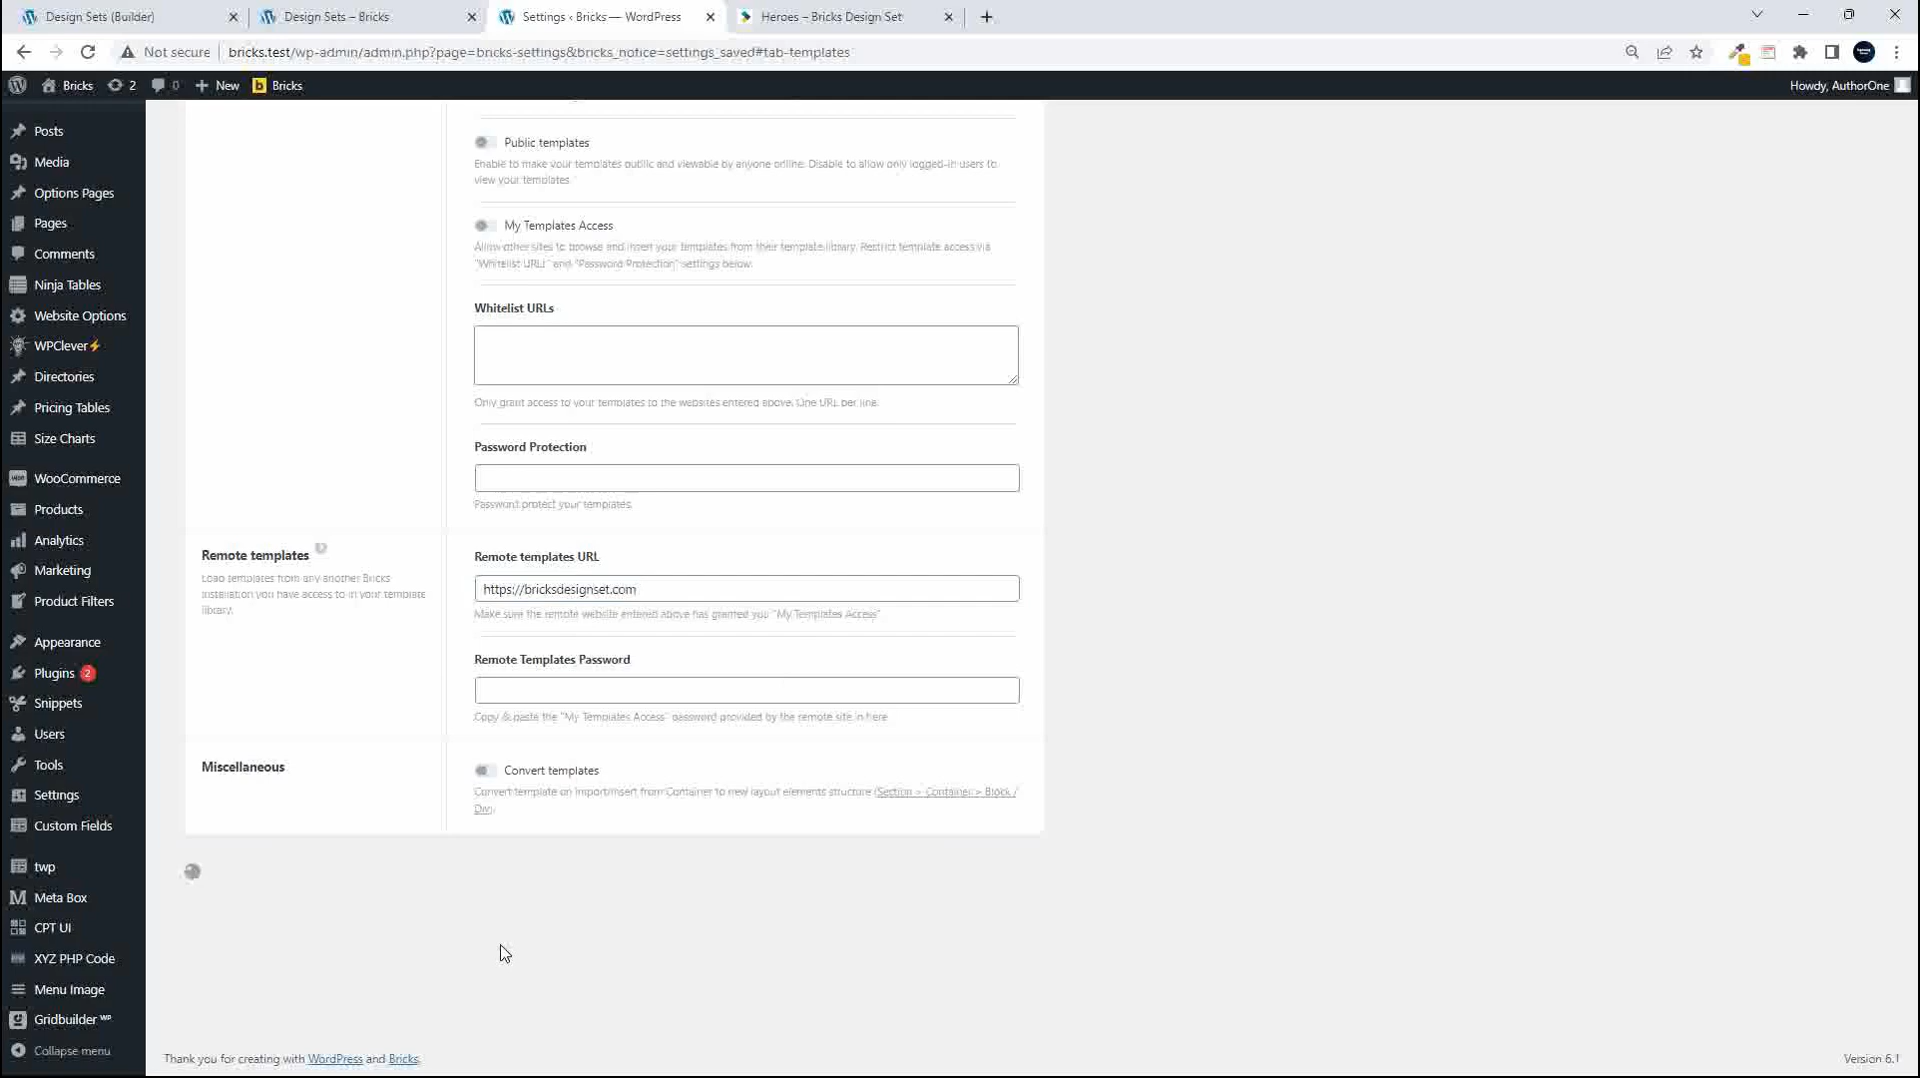 Design Sets (Builder)
Design Sets – Bricks
Settings ‹ Bricks — WordPress
Heroes – Bricks Design Set
Not secure
bricks.test/wp-admin/admin.php?page=bricks-settings&bricks_notice=settings_saved#tab-templates
Bricks
2
0
New
b Bricks
Howdy, AuthorOne
Posts
Media
Options Pages
Pages
Comments
Ninja Tables
Website Options
WPClever⚡
Directories
Pricing Tables
Size Charts
WooCommerce
Products
Analytics
Marketing
Product Filters
Appearance
Plugins 2
Snippets
Users
Tools
Settings
Custom Fields
twp
Meta Box
CPT UI
XYZ PHP Code
Menu Image
Gridbuilder ᵂᴾ
Collapse menu
Public templates
Enable to make your templates public and viewable by anyone online. Disable to allow only logged-in users to
view your templates.
My Templates Access
Allow other sites to browse and insert your templates from their template library. Restrict template access via
"Whitelist URL" and "Password Protection" settings below.
Whitelist URLs
Only grant access to your templates to the websites entered above. One URL per line.
Password Protection
Password protect your templates.
Remote templates
Load templates from any another Bricks
installation you have access to in your template
library.
Remote templates URL
https://bricksdesignset.com
Make sure the remote website entered above has granted you "My Templates Access"
Remote Templates Password
Copy & paste the "My Templates Access" password provided by the remote site in here
Miscellaneous
Convert templates
Convert template on import/insert from Container to new layout elements structure (Section > Container > Block /
Div).
Thank you for creating with WordPress and Bricks.
Version 6.1